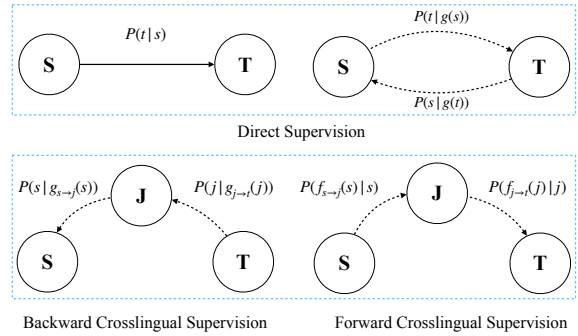 P(t|s)
P(t|g(s))
S T S T
P(s|g(t))
Direct Supervision
P(s|g_{s→j}(s)) J P(j|g_{j→t}(j)) P(f_{s→j}(s)|s) J P(f_{j→t}(j)|j)
S T S T
Backward Crosslingual Supervision Forward Crosslingual Supervision